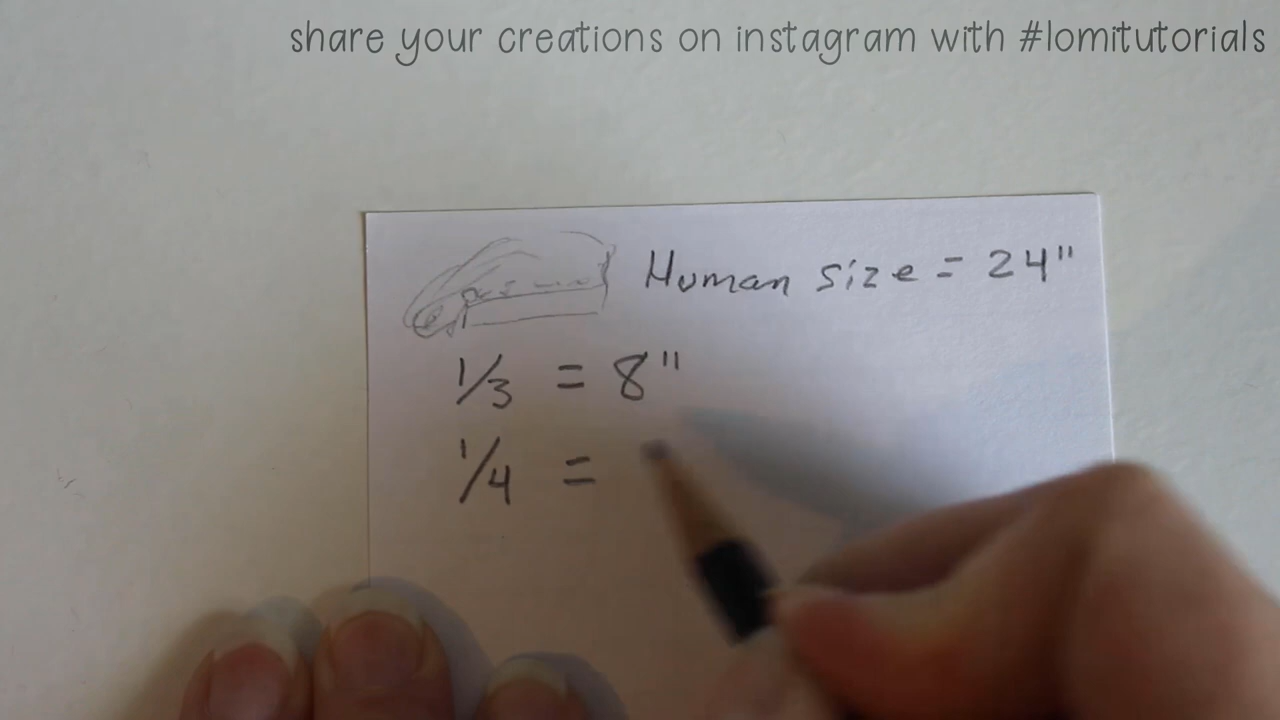 share your creations on instagram with #lomitutorials
Human size = 24"
1/3 = 8"
1/4 =